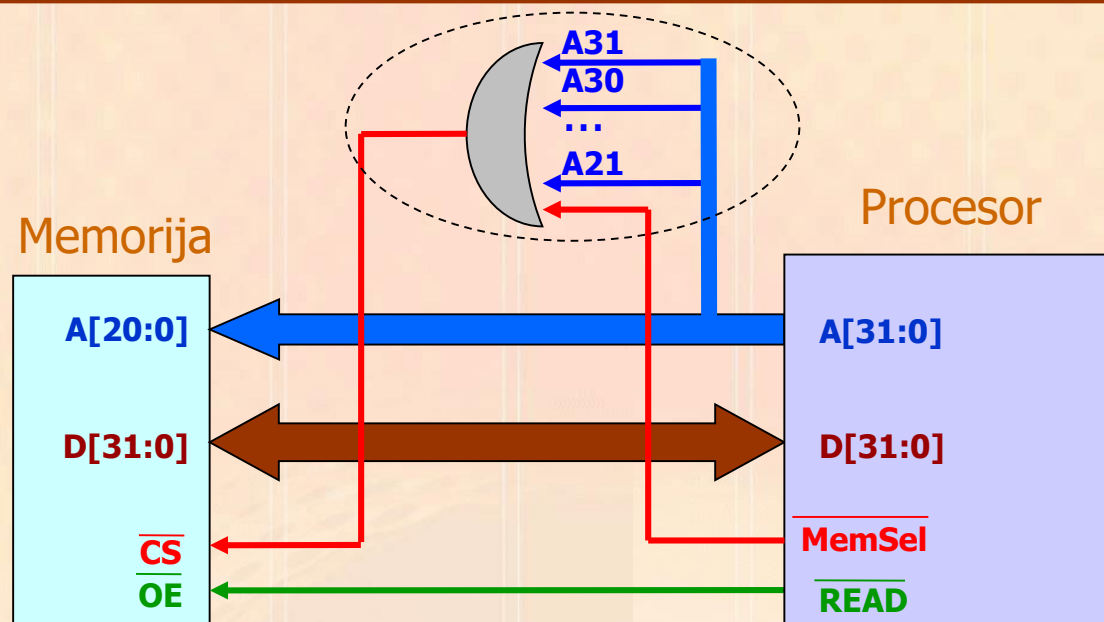 A31
A30
...
A21
Procesor
Memorija
A[20:0]
A[31:0]
D[31:0]
D[31:0]
MemSel
CS
OE
READ